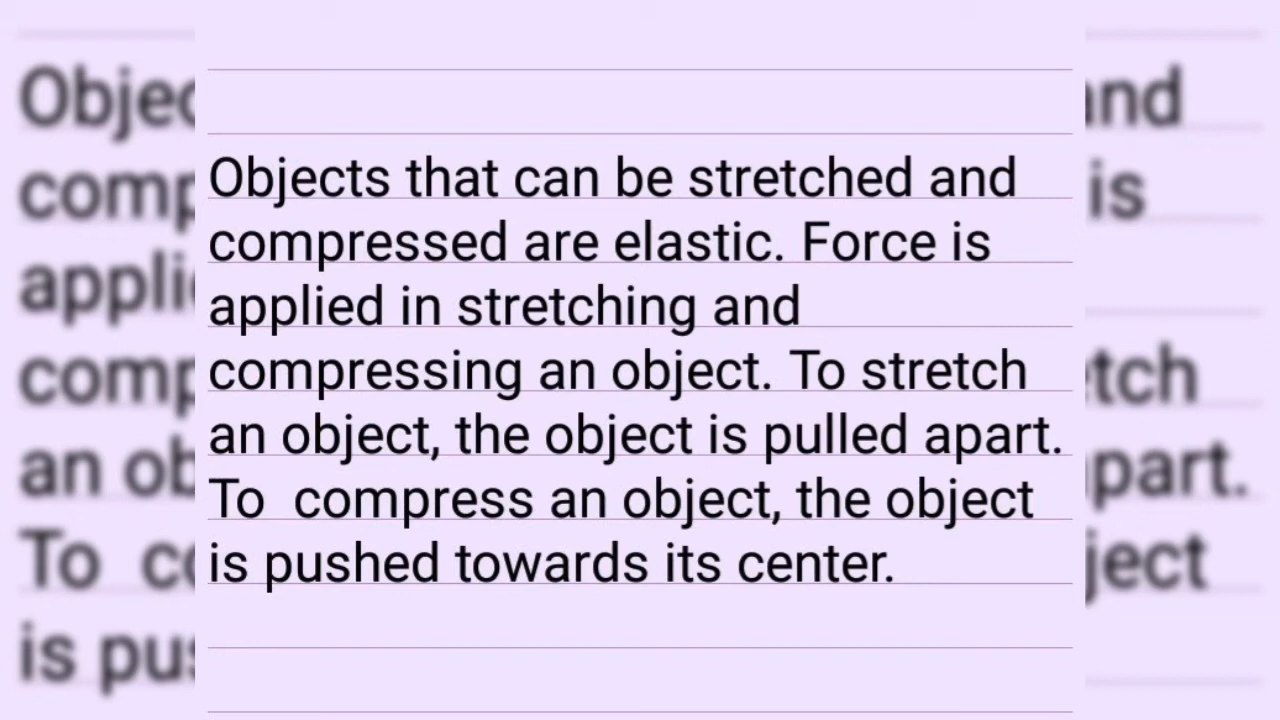 Objects that can be stretched and
compressed are elastic. Force is
applied in stretching and
compressing an object. To stretch
an object, the object is pulled apart.
To  compress an object, the object
is pushed towards its center.